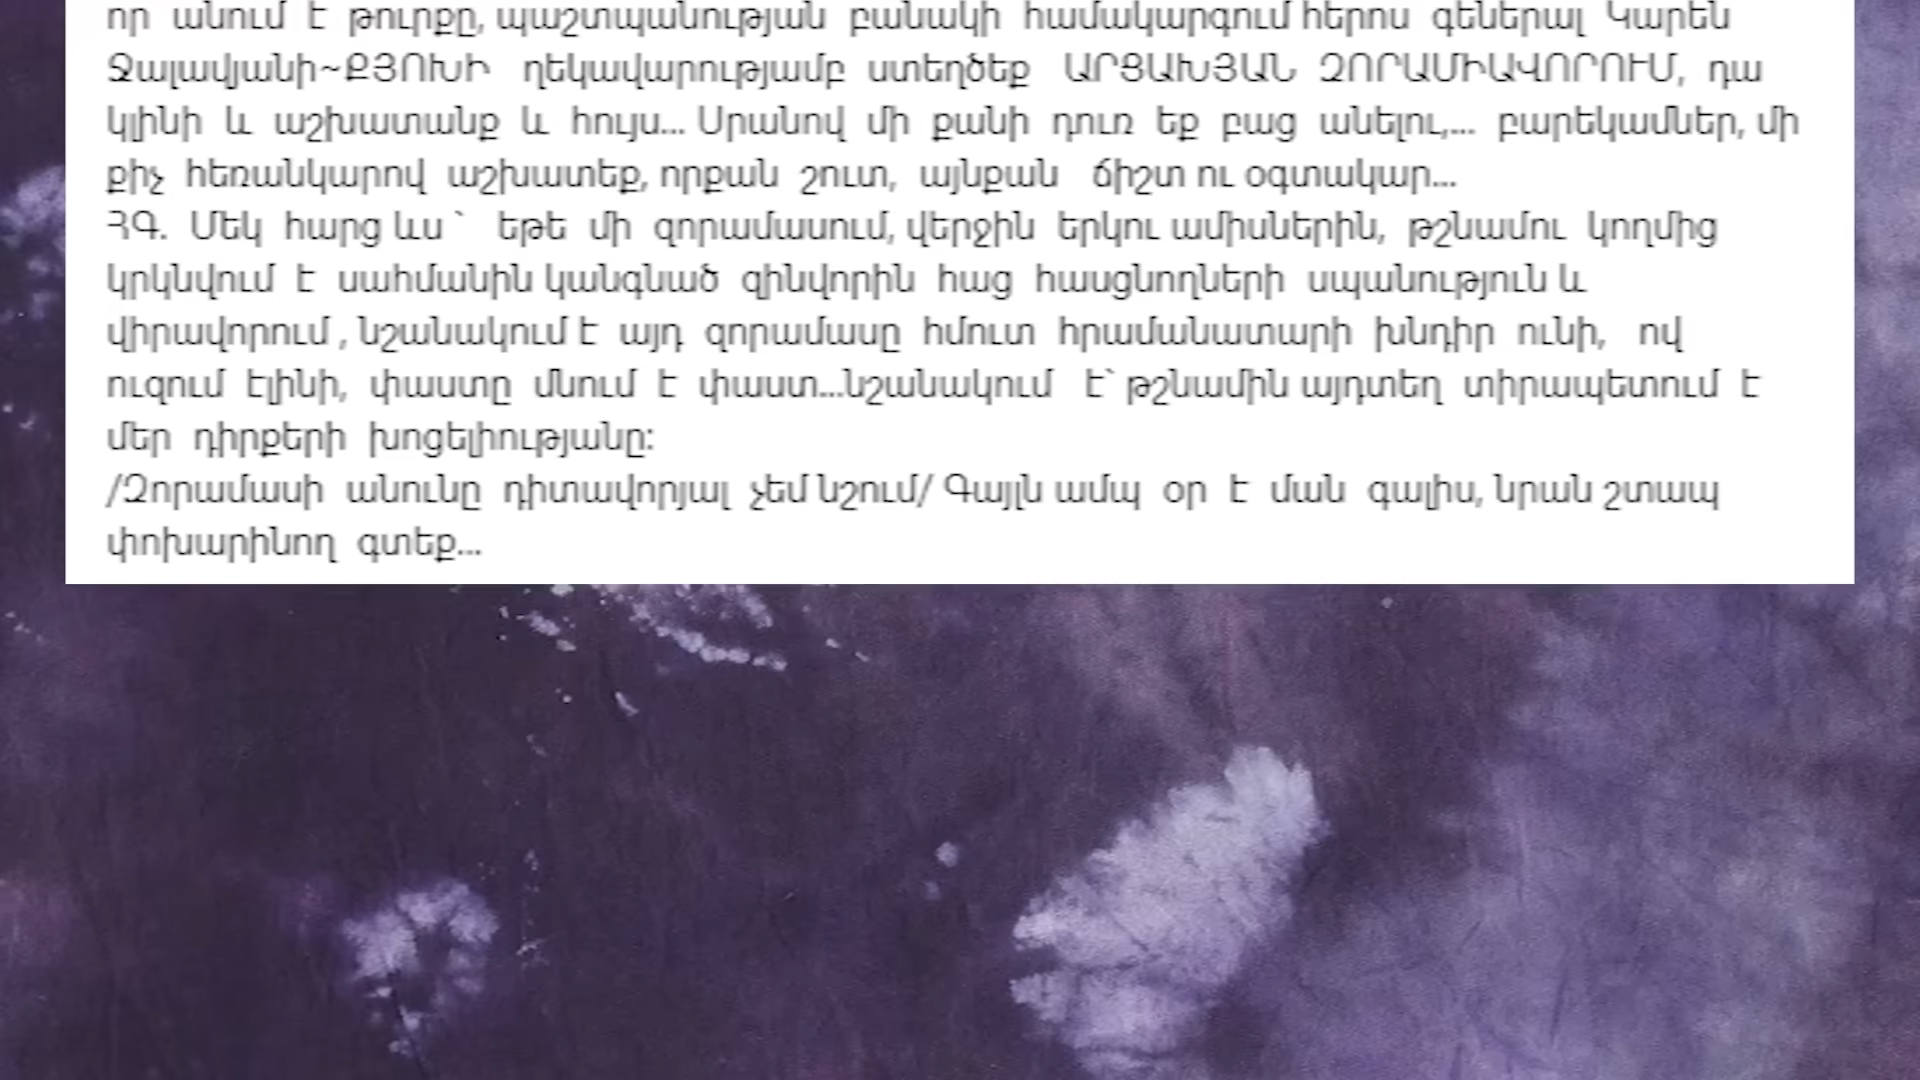 որ անում է թուրքը, պաշտպանության բանակի համակարգում հերոս գեներալ Կարեն
Ջալավյանի~ՔՅՈԽԻ ղեկավարությամբ ստեղծեք ԱՐՑԱԽՅԱՆ ԶՈՐԱՄԻԱՎՈՐՈՒՄ, դա
կլինի և աշխատանք և հույս... Սրանով մի քանի դուռ եք բաց անելու,... բարեկամներ, մի
քիչ հեռանկարով աշխատեք, որքան շուտ, այնքան ճիշտ ու օգտակար...
ՀԳ. Մեկ հարց ևս ՝ եթե մի զորամասում, վերջին երկու ամիսներին, թշնամու կողմից
կրկնվում է սահմանին կանգնած զինվորին հաց հասցնողների սպանություն և
վիրավորում , նշանակում է այդ զորամասը հմուտ հրամանատարի խնդիր ունի, ով
ուզում էլինի, փաստը մնում է փաստ...նշանակում է՝ թշնամին այդտեղ տիրապետում է
մեր դիրքերի խոցելիությանը:
/Զորամասի անունը դիտավորյալ չեմ նշում/ Գայլն ամպ օր է ման գալիս, նրան շտապ
փոխարինող գտեք...